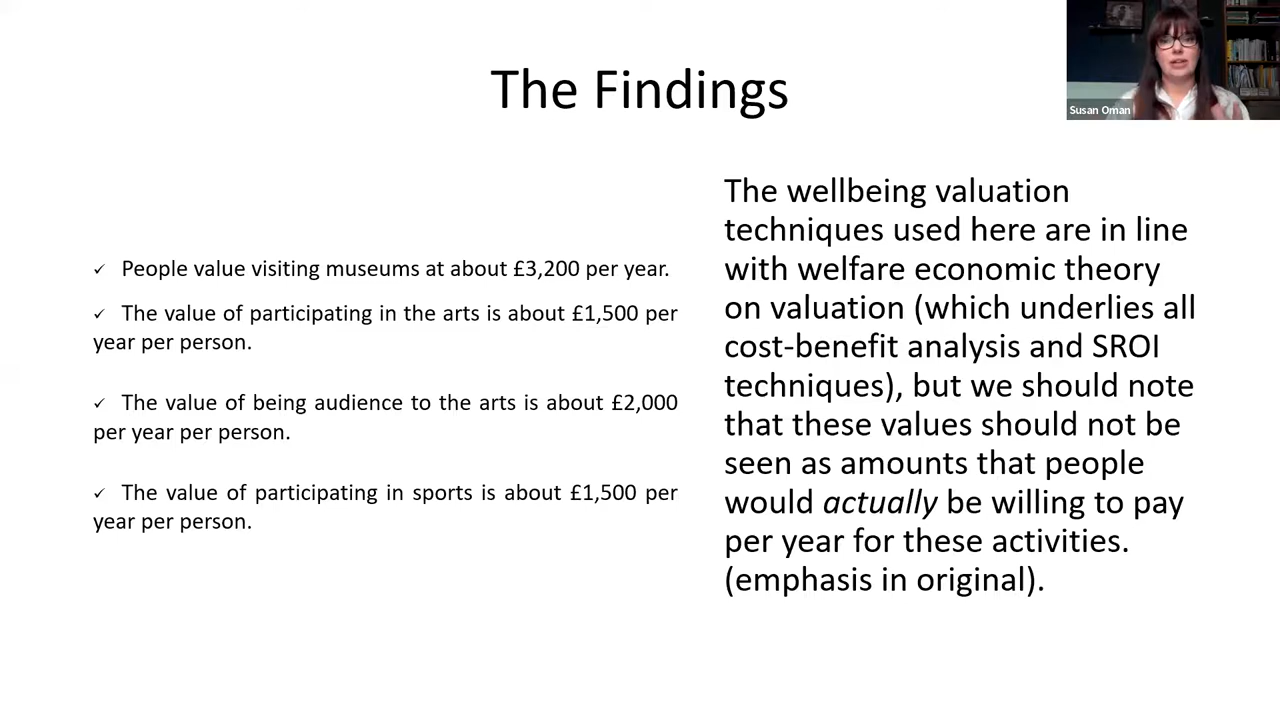 The Findings
Susan Oman
✓ People value visiting museums at about £3,200 per year.
✓ The value of participating in the arts is about £1,500 per
year per person.
✓ The value of being audience to the arts is about £2,000
per year per person.
✓ The value of participating in sports is about £1,500 per
year per person.
The wellbeing valuation
techniques used here are in line
with welfare economic theory
on valuation (which underlies all
cost-benefit analysis and SROI
techniques), but we should note
that these values should not be
seen as amounts that people
would actually be willing to pay
per year for these activities.
(emphasis in original).